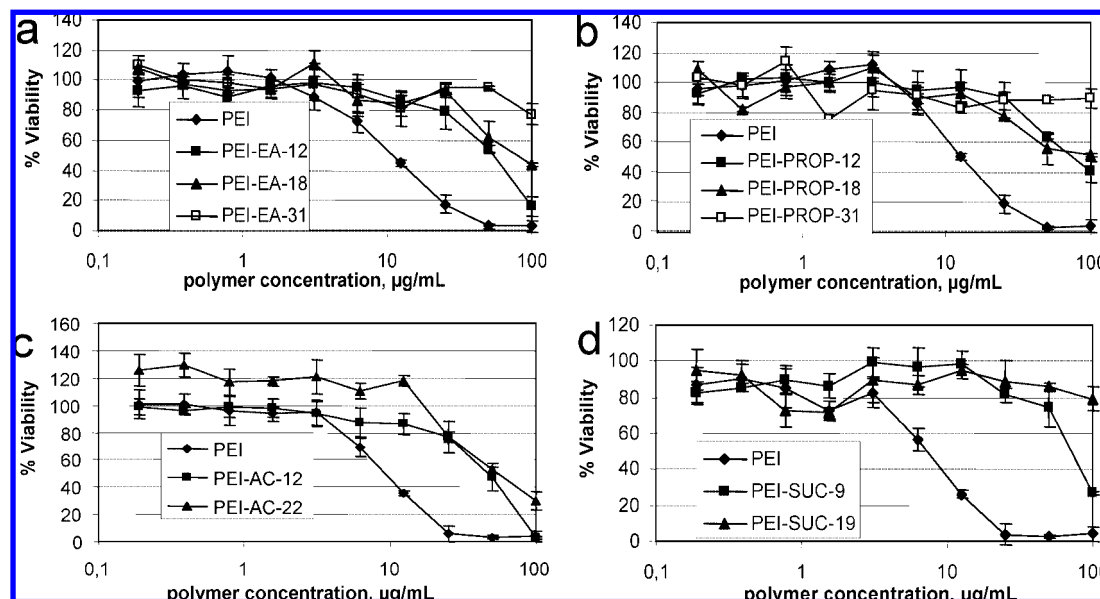 a
140
120
100
80
60
40
20
0
% Viability
PEI
PEI-EA-12
PEI-EA-18
PEI-EA-31
0,1 1 10 100
polymer concentration, µg/mL
b
140
120
100
80
60
40
20
0
% Viability
PEI
PEI-PROP-12
PEI-PROP-18
PEI-PROP-31
0,1 1 10 100
polymer concentration, µg/mL
c
160
140
120
100
80
60
40
20
0
% Viability
PEI
PEI-AC-12
PEI-AC-22
0,1 1 10 100
polymer concentration, µg/mL
d
120
100
80
60
40
20
0
% Viability
PEI
PEI-SUC-9
PEI-SUC-19
0,1 1 10 100
polymer concentration, µg/mL